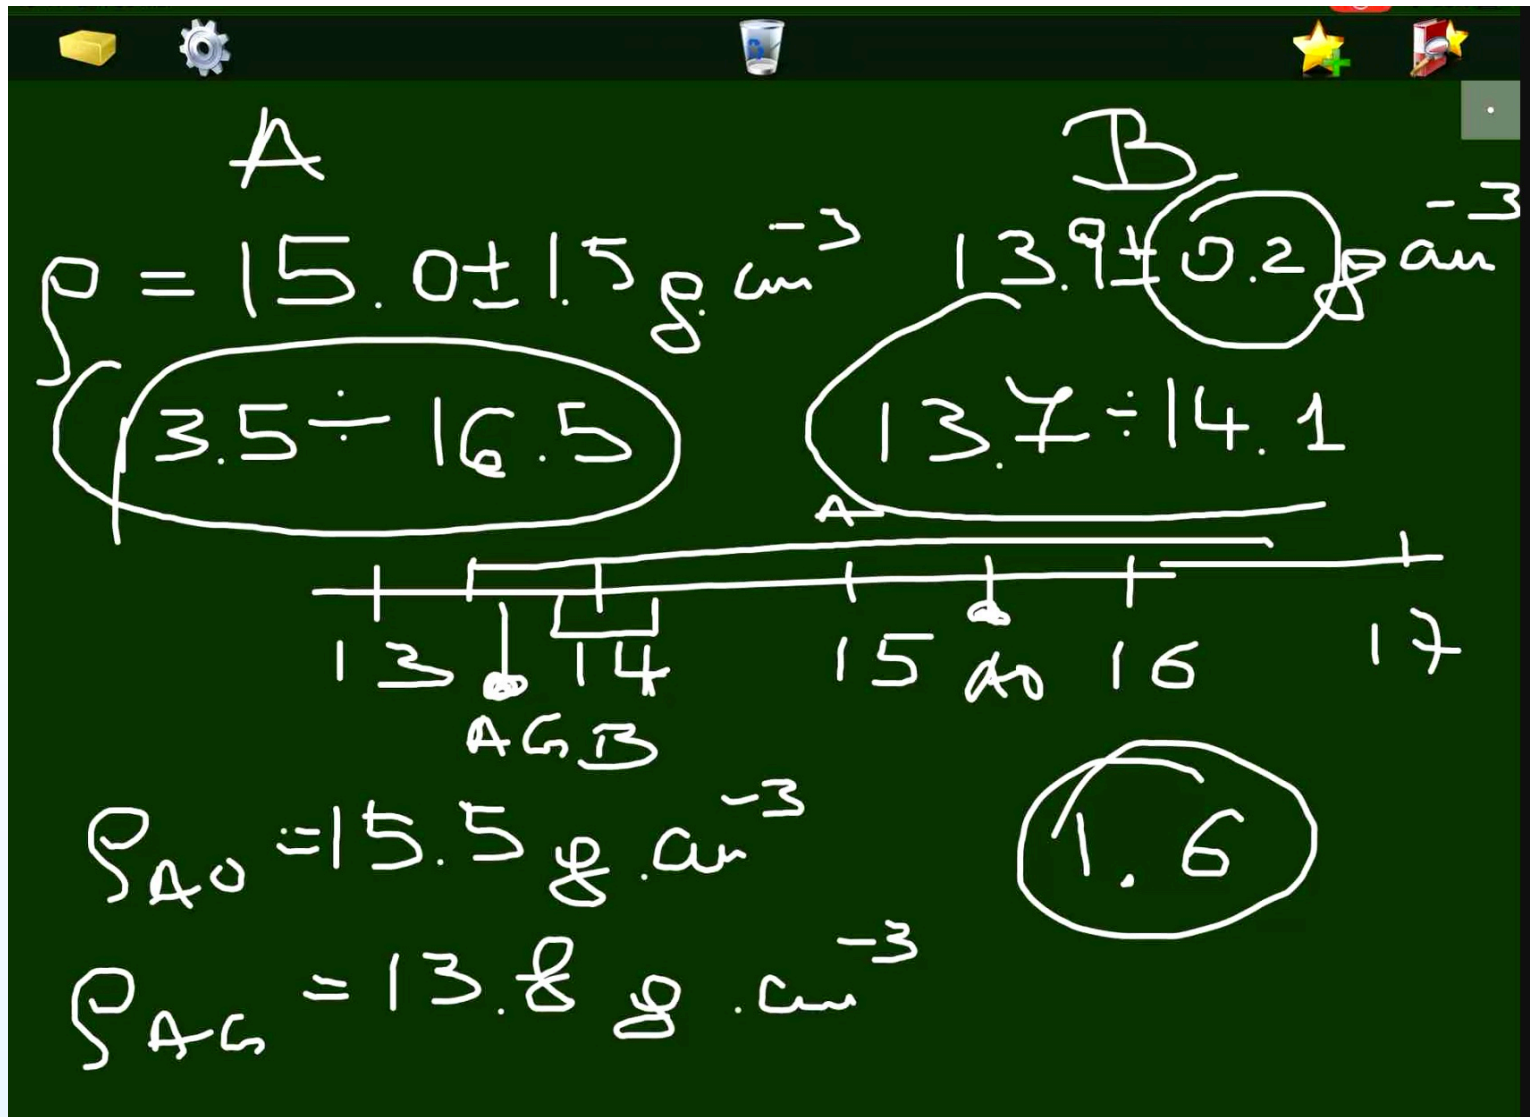 A B
ρ = 15.0 ± 1.5 g.cm⁻³ 13.9 ± 0.2 g cm⁻³
13.5 ÷ 16.5 13.7 ÷ 14.1
A
13 14 15 AO 16 17
AG B
ρAO = 15.5 g.cm⁻³
1.6
ρAG = 13.8 g.cm⁻³